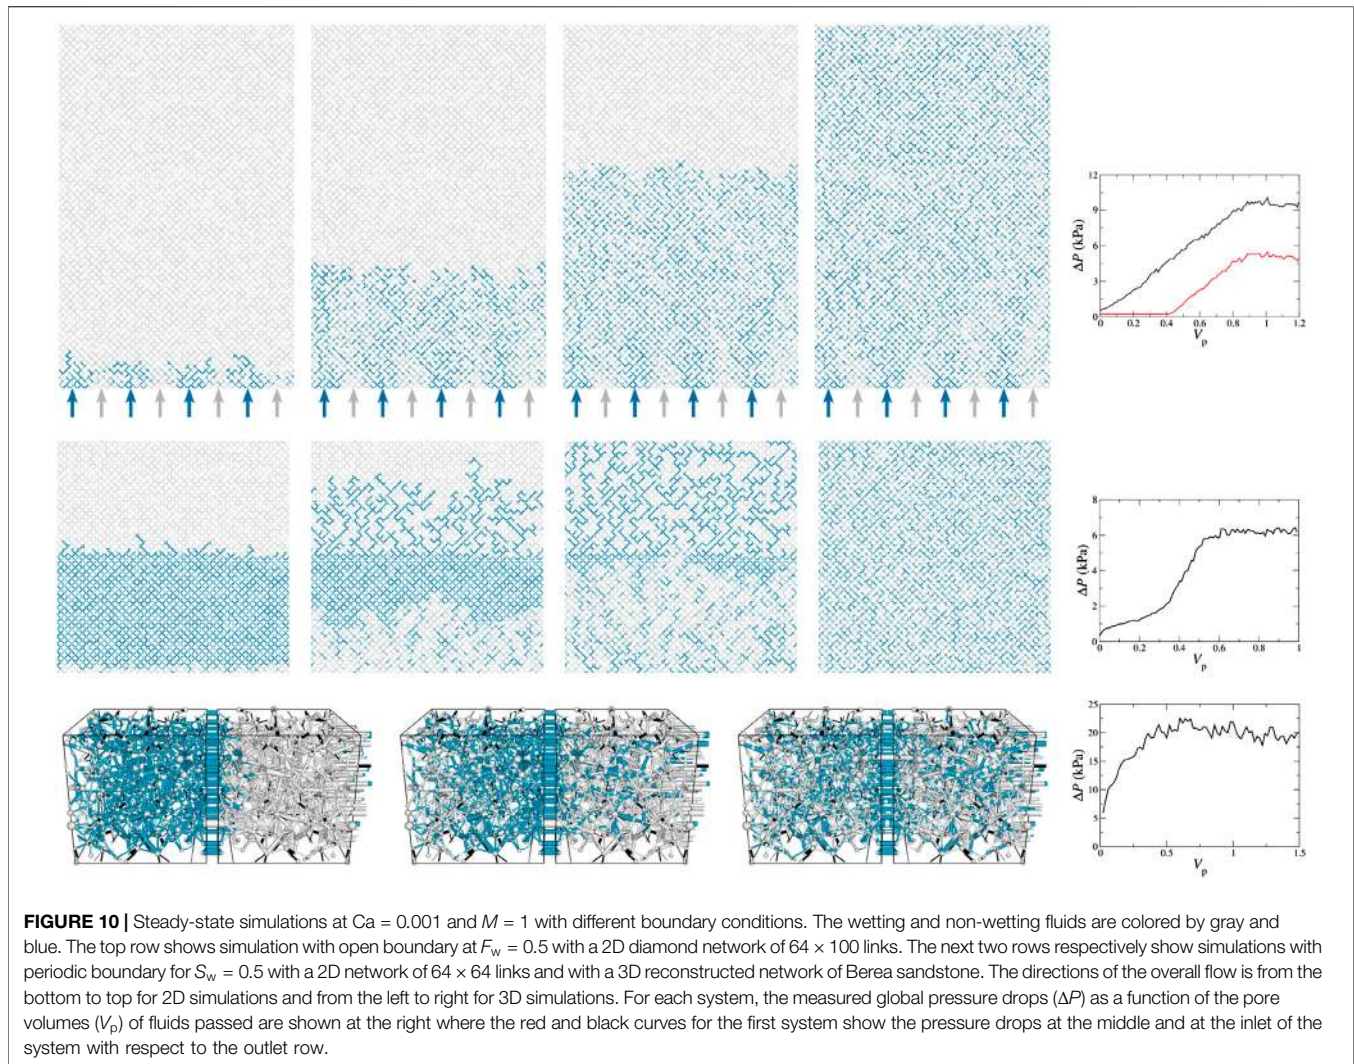 12
9
6
3
0
ΔP (kPa)
0 0.2 0.4 0.6 0.8 1 1.2
Vp
8
6
4
2
0
ΔP (kPa)
0 0.2 0.4 0.6 0.8 1
Vp
25
20
15
10
5
0
ΔP (kPa)
0 0.5 1 1.5
Vp
FIGURE 10 | Steady-state simulations at Ca = 0.001 and M = 1 with different boundary conditions. The wetting and non-wetting fluids are colored by gray and
blue. The top row shows simulation with open boundary at Fw = 0.5 with a 2D diamond network of 64 × 100 links. The next two rows respectively show simulations with
periodic boundary for Sw = 0.5 with a 2D network of 64 × 64 links and with a 3D reconstructed network of Berea sandstone. The directions of the overall flow is from the
bottom to top for 2D simulations and from the left to right for 3D simulations. For each system, the measured global pressure drops (ΔP) as a function of the pore
volumes (Vp) of fluids passed are shown at the right where the red and black curves for the first system show the pressure drops at the middle and at the inlet of the
system with respect to the outlet row.